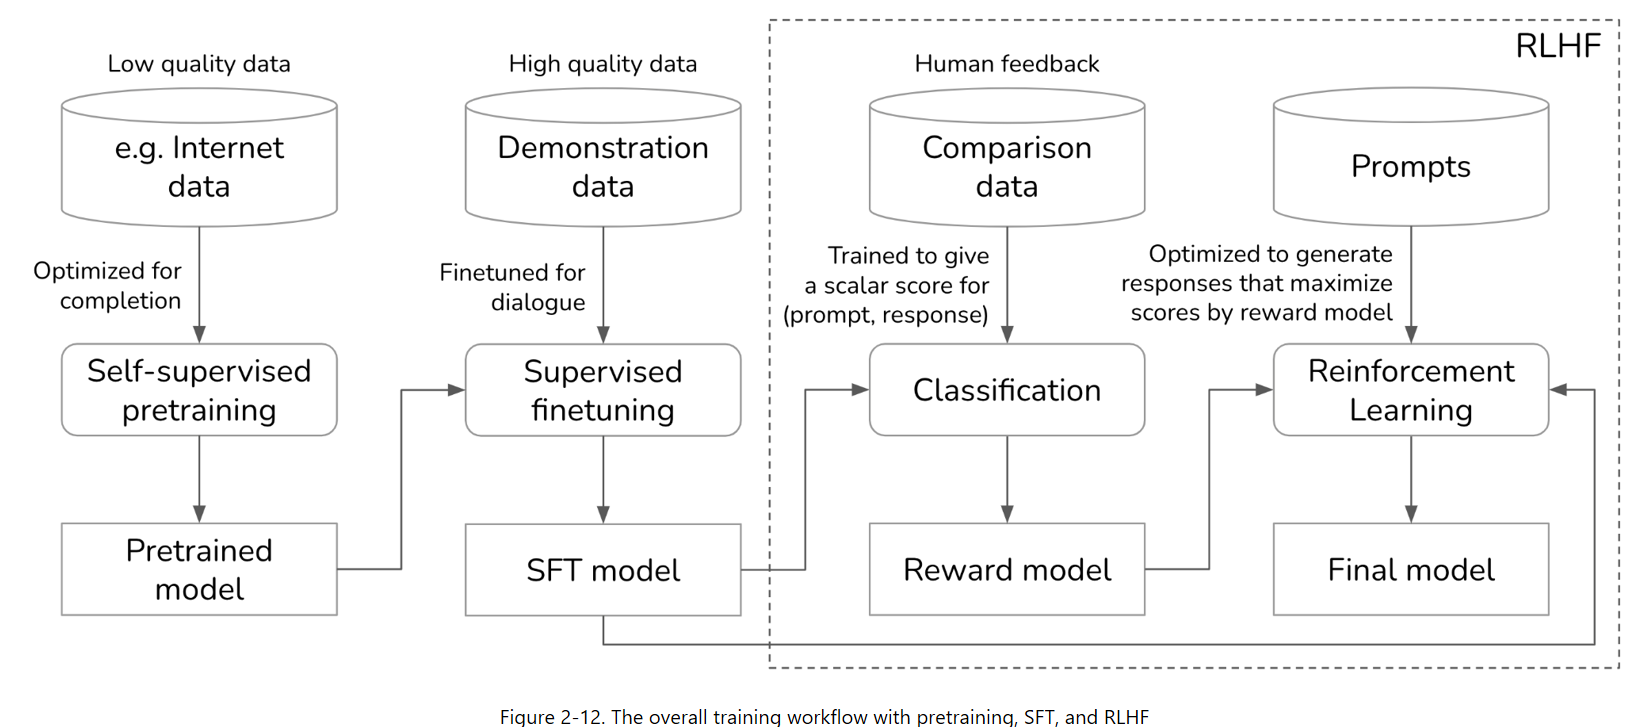 RLHF
Low quality data
High quality data
Human feedback
e.g. Internet
data
Demonstration
data
Comparison
data
Prompts
Optimized for
completion
Finetuned for
dialogue
Trained to give
a scalar score for
(prompt, response)
Optimized to generate
responses that maximize
scores by reward model
Self-supervised
pretraining
Supervised
finetuning
Classification
Reinforcement
Learning
Pretrained
model
SFT model
Reward model
Final model
Figure 2-12. The overall training workflow with pretraining, SFT, and RLHF